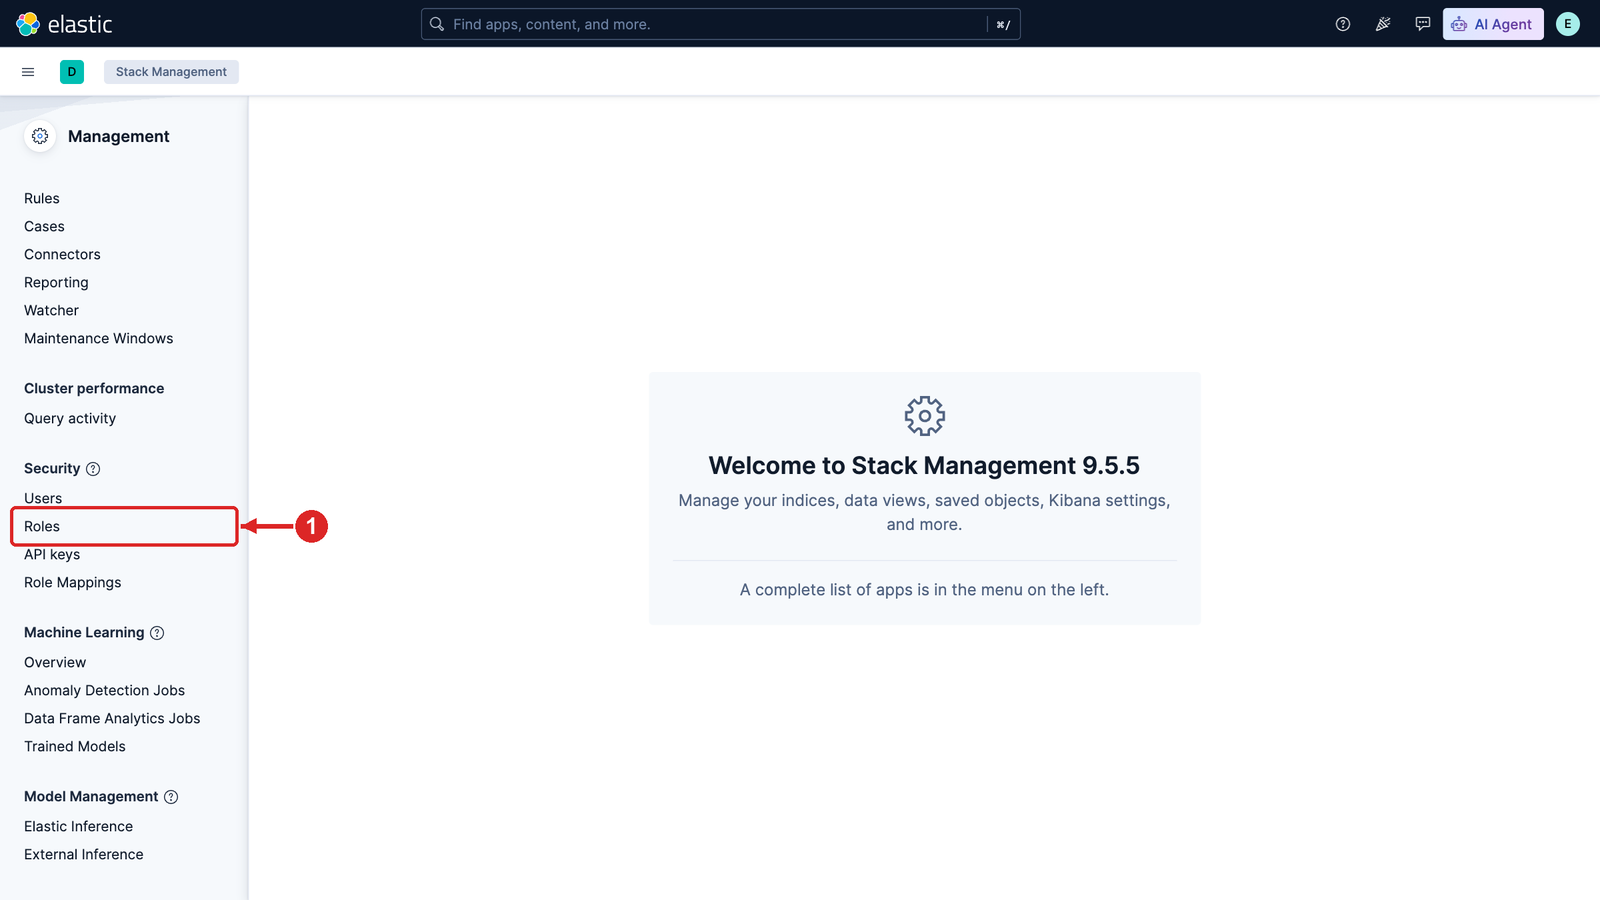 elastic
Find apps, content, and more.
⌘/
AI Agent
E
D
Stack Management
Management
Rules
Cases
Connectors
Reporting
Watcher
Maintenance Windows
Cluster performance
Query activity
Security
Users
Roles
1
API keys
Role Mappings
Machine Learning
Overview
Anomaly Detection Jobs
Data Frame Analytics Jobs
Trained Models
Model Management
Elastic Inference
External Inference
Welcome to Stack Management 9.5.5
Manage your indices, data views, saved objects, Kibana settings,
and more.
A complete list of apps is in the menu on the left.